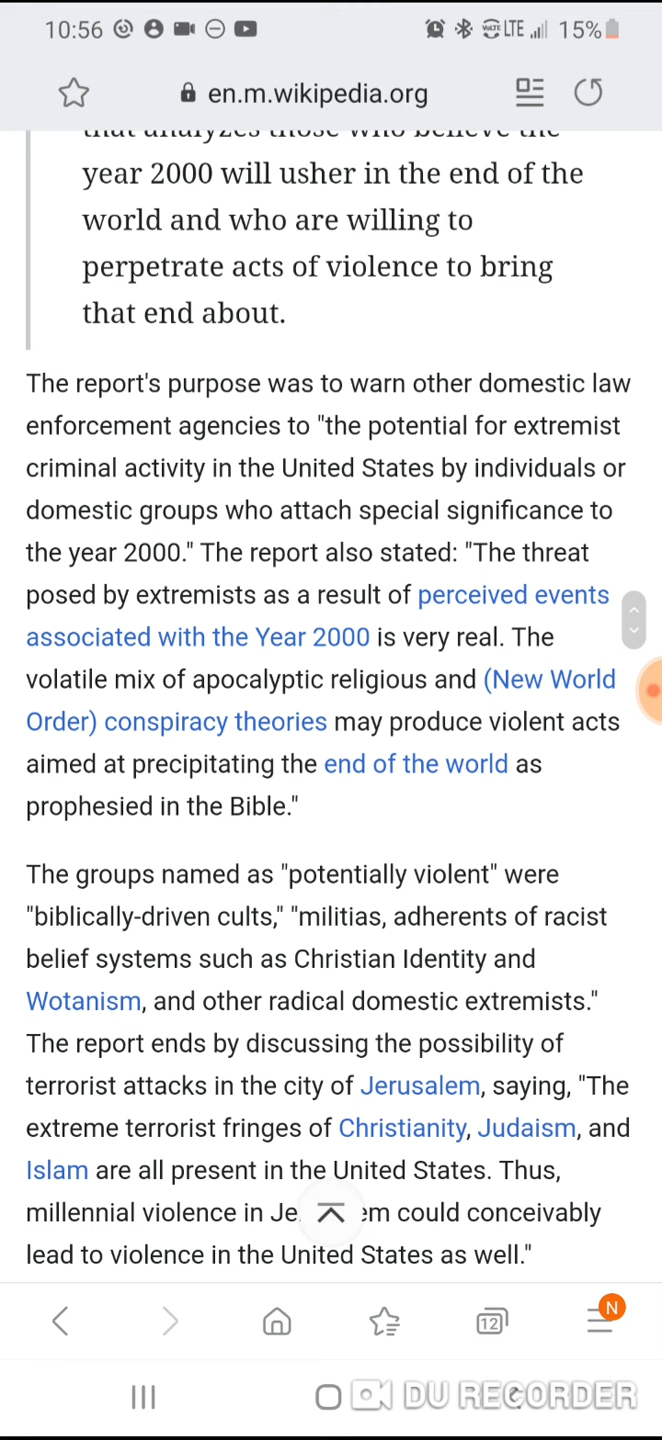 10:56
LTE 15%
en.m.wikipedia.org
that analyzes those who believe the
year 2000 will usher in the end of the
world and who are willing to
perpetrate acts of violence to bring
that end about.
The report's purpose was to warn other domestic law
enforcement agencies to "the potential for extremist
criminal activity in the United States by individuals or
domestic groups who attach special significance to
the year 2000." The report also stated: "The threat
posed by extremists as a result of perceived events
associated with the Year 2000 is very real. The
volatile mix of apocalyptic religious and (New World
Order) conspiracy theories may produce violent acts
aimed at precipitating the end of the world as
prophesied in the Bible."
The groups named as "potentially violent" were
"biblically-driven cults," "militias, adherents of racist
belief systems such as Christian Identity and
Wotanism, and other radical domestic extremists."
The report ends by discussing the possibility of
terrorist attacks in the city of Jerusalem, saying, "The
extreme terrorist fringes of Christianity, Judaism, and
Islam are all present in the United States. Thus,
millennial violence in Je em could conceivably
lead to violence in the United States as well."
12
N
DU RECORDER